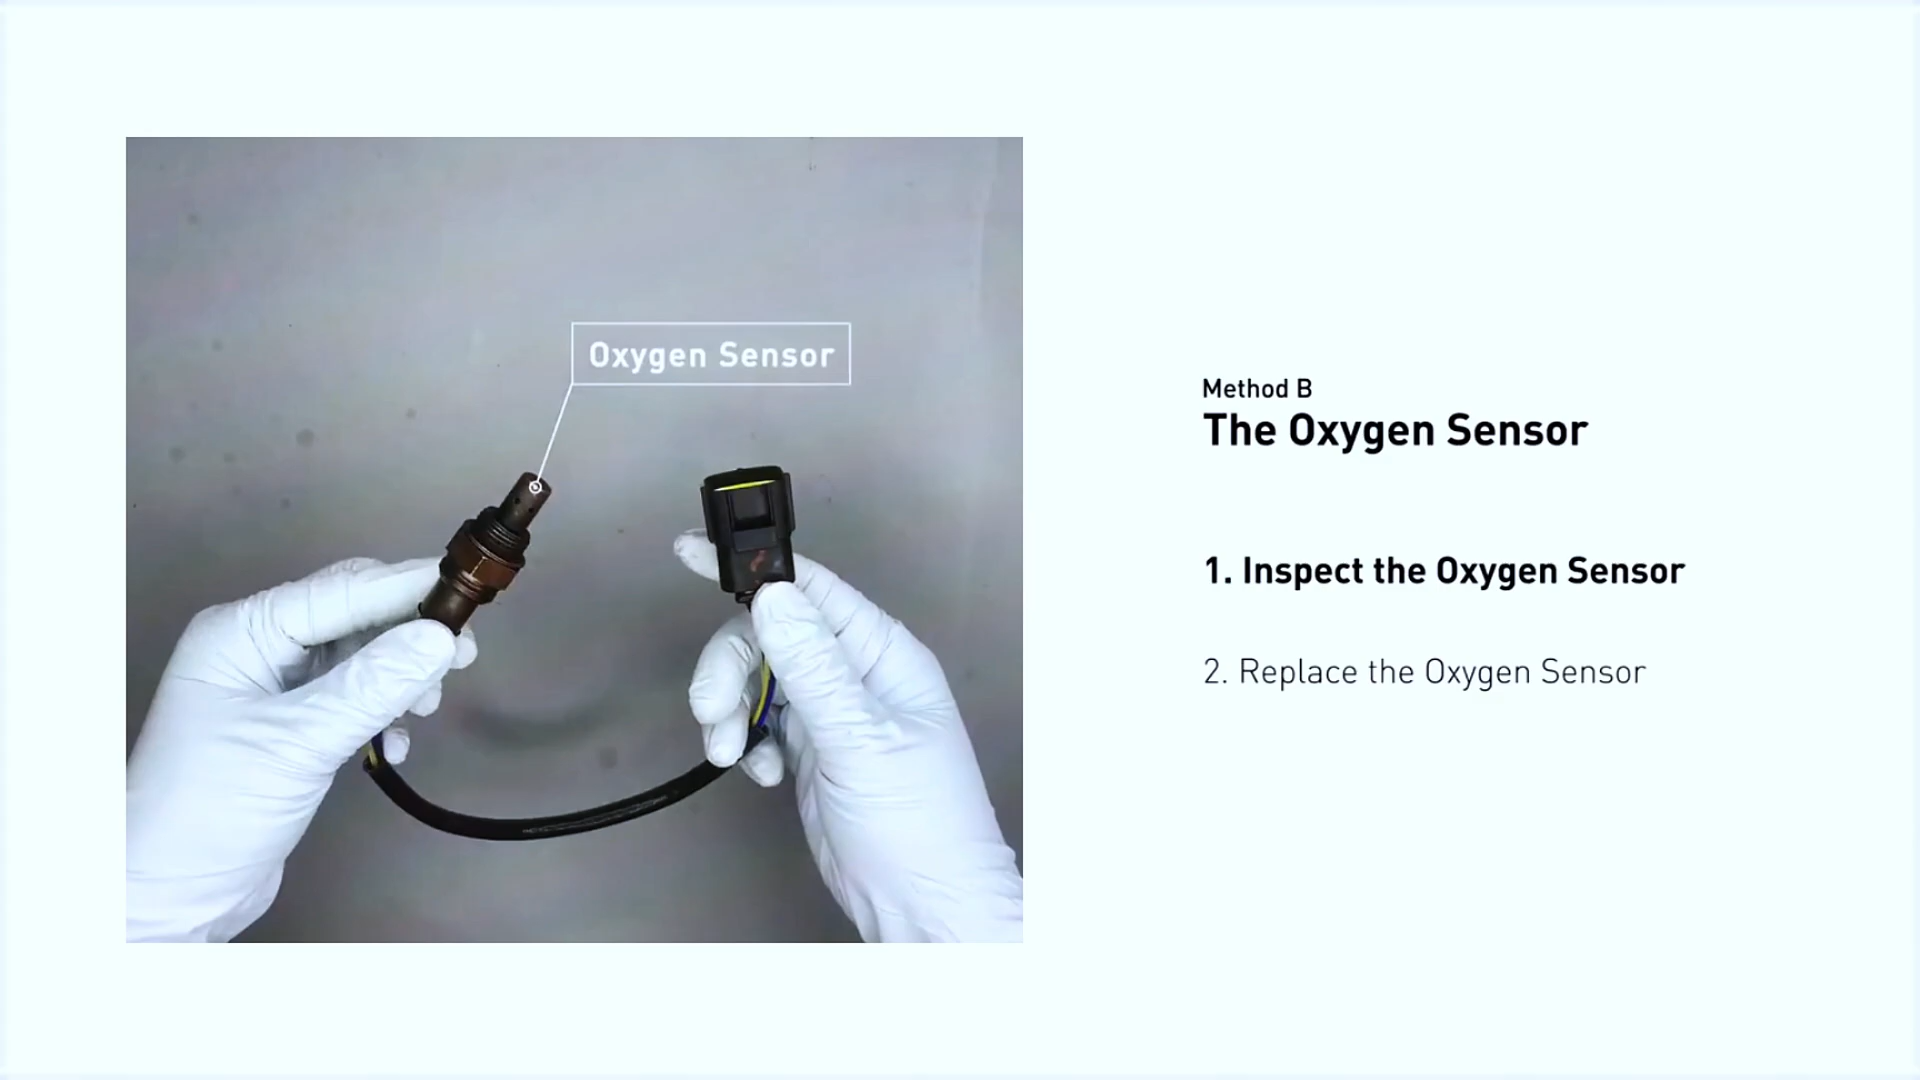 Oxygen Sensor
Method B
The Oxygen Sensor
1. Inspect the Oxygen Sensor
2. Replace the Oxygen Sensor